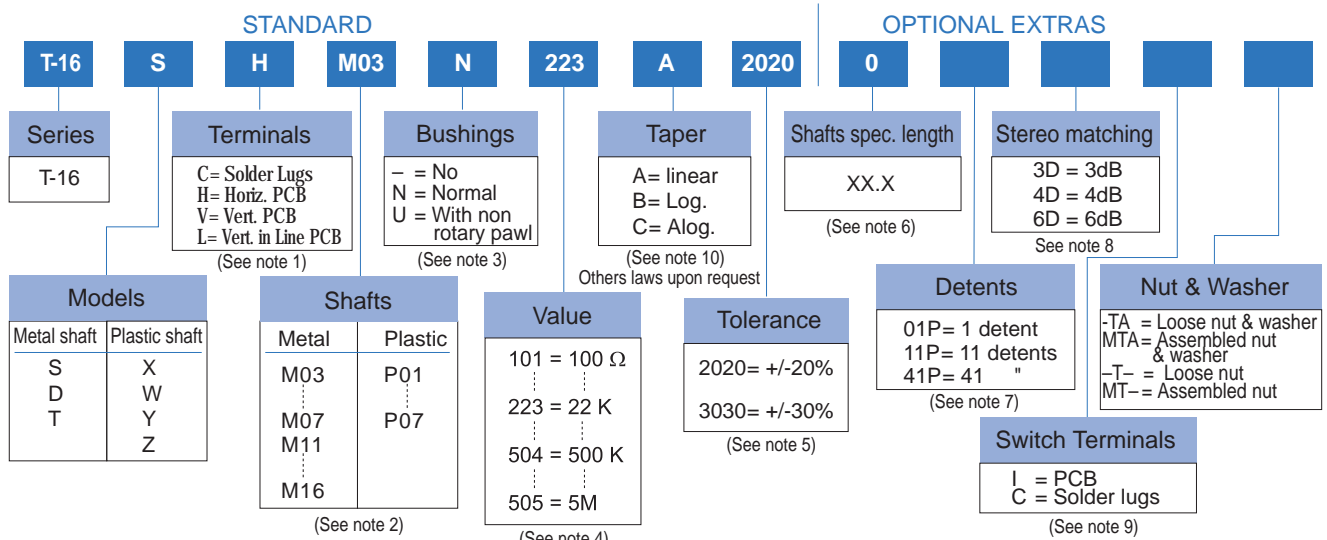 STANDARD
OPTIONAL EXTRAS
T-16 S H M03 N 223 A 2020 0
Series
T-16
Terminals
C= Solder Lugs
H= Horiz. PCB
V= Vert. PCB
L= Vert. in Line PCB
(See note 1)
Bushings
– = No
N = Normal
U = With non
rotary pawl
(See note 3)
Taper
A= linear
B= Log.
C= Alog.
(See note 10)
Others laws upon request
Shafts spec. length
XX.X
(See note 6)
Stereo matching
3D = 3dB
4D = 4dB
6D = 6dB
See note 8
Models
Metal shaft Plastic shaft
S X
D W
T Y
Z
Shafts
Metal Plastic
M03 P01
M07 P07
M11
M16
(See note 2)
Value
101 = 100 Ω
223 = 22 K
504 = 500 K
505 = 5M
(See note 4)
Tolerance
2020= +/-20%
3030= +/-30%
(See note 5)
Detents
01P= 1 detent
11P= 11 detents
41P= 41 "
(See note 7)
Nut & Washer
-TA = Loose nut & washer
MTA= Assembled nut
& washer
–T– = Loose nut
MT– = Assembled nut
Switch Terminals
I = PCB
C = Solder lugs
(See note 9)